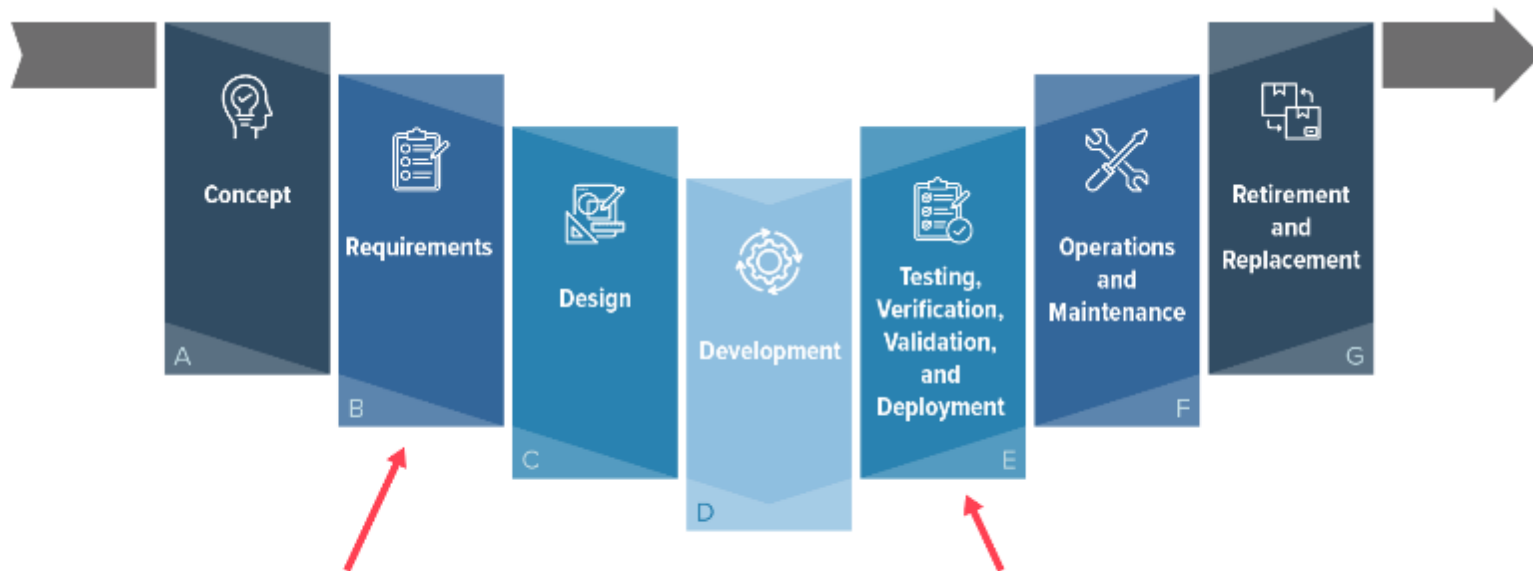 Concept
A
Requirements
B
Design
C
Development
D
Testing,
Verification,
Validation,
and
Deployment
E
Operations
and
Maintenance
F
Retirement
and
Replacement
G